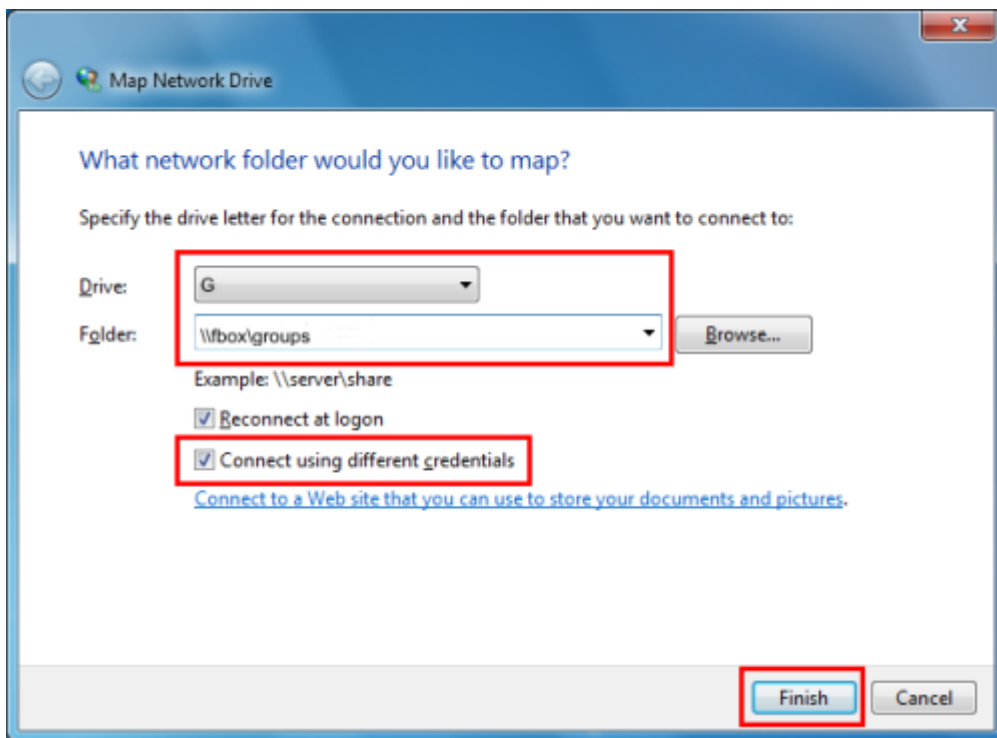 Map Network Drive
What network folder would you like to map?
Specify the drive letter for the connection and the folder that you want to connect to:
Drive: G
Folder: \\fbox\groups Browse...
Example: \\server\share
Reconnect at logon
Connect using different credentials
Connect to a Web site that you can use to store your documents and pictures.
Finish Cancel